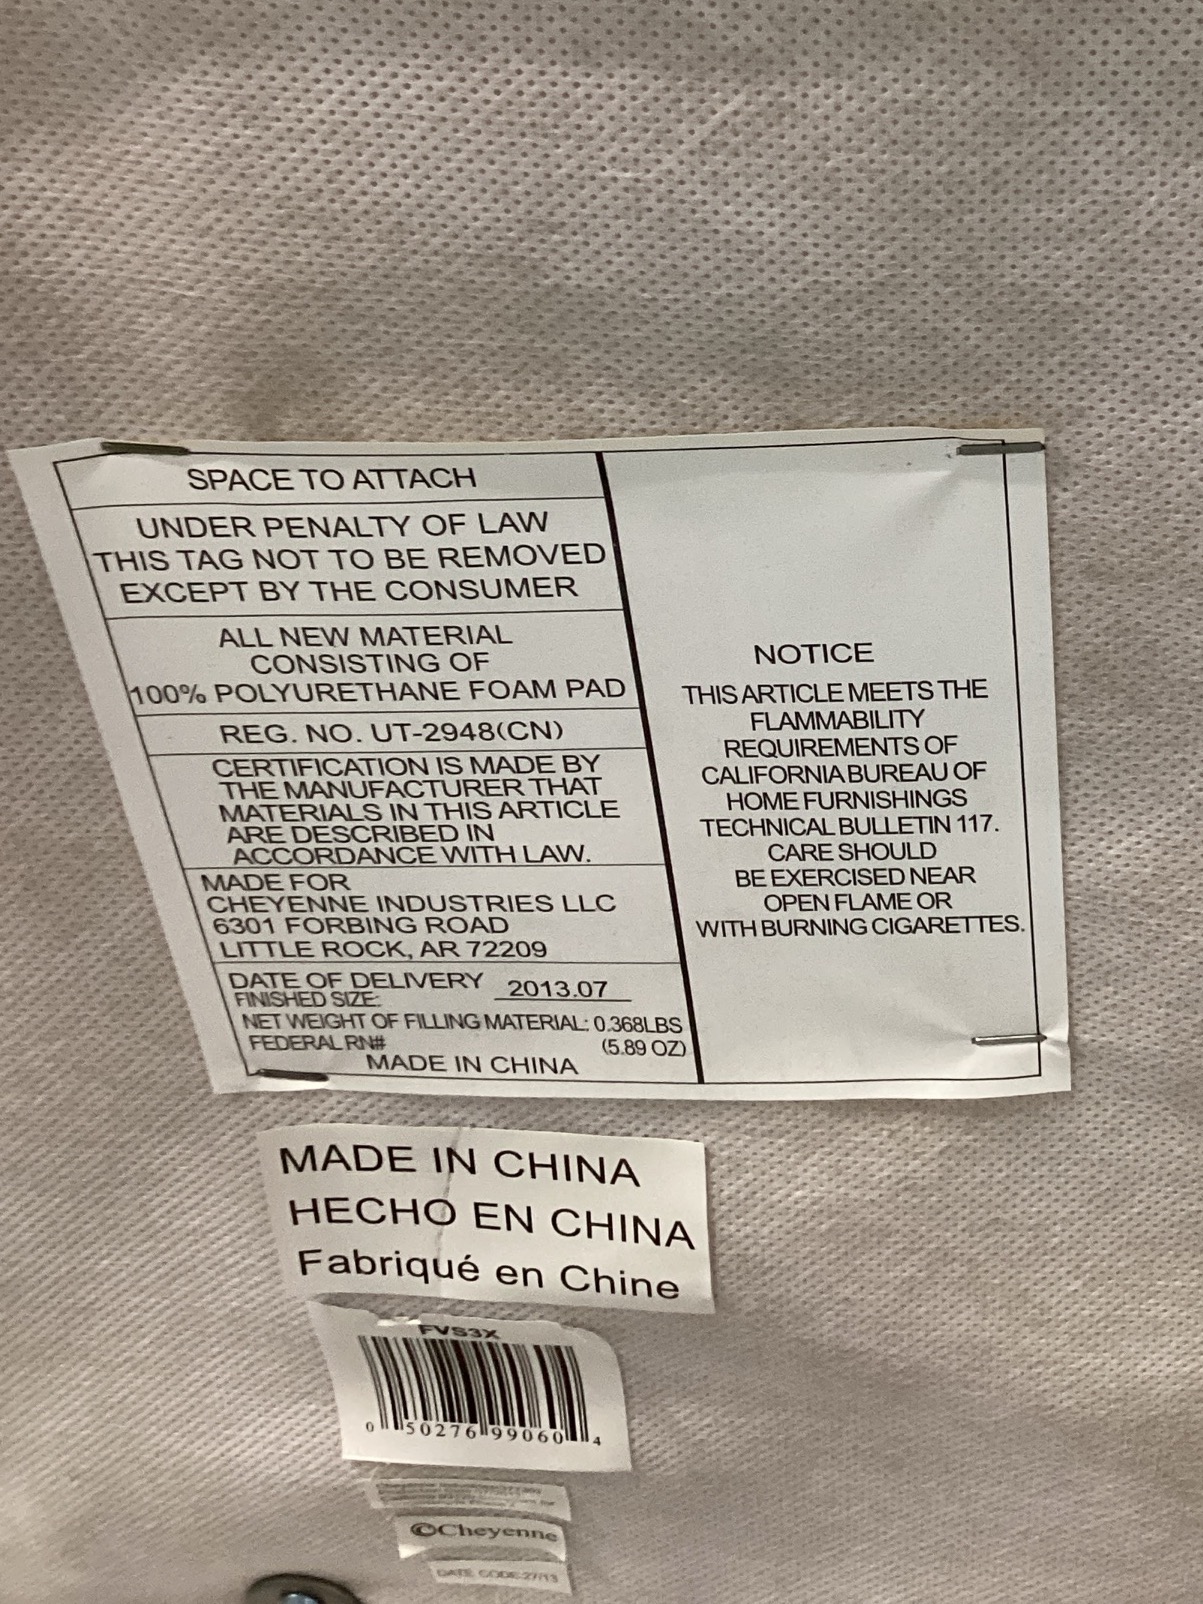 SPACE TO ATTACH
UNDER PENALTY OF LAW
THIS TAG NOT TO BE REMOVED
EXCEPT BY THE CONSUMER
ALL NEW MATERIAL
CONSISTING OF
100% POLYURETHANE FOAM PAD
REG. NO. UT-2948(CN)
CERTIFICATION IS MADE BY
THE MANUFACTURER THAT
MATERIALS IN THIS ARTICLE
ARE DESCRIBED IN
ACCORDANCE WITH LAW.
MADE FOR
CHEYENNE INDUSTRIES LLC
6301 FORBING ROAD
LITTLE ROCK, AR 72209
DATE OF DELIVERY 2013.07
FINISHED SIZE:
NET WEIGHT OF FILLING MATERIAL: 0.368LBS
FEDERAL RN# (5.89 OZ)
MADE IN CHINA
NOTICE
THIS ARTICLE MEETS THE
FLAMMABILITY
REQUIREMENTS OF
CALIFORNIA BUREAU OF
HOME FURNISHINGS
TECHNICAL BULLETIN 117.
CARE SHOULD
BE EXERCISED NEAR
OPEN FLAME OR
WITH BURNING CIGARETTES.
MADE IN CHINA
HECHO EN CHINA
Fabriqué en Chine
FVS3X
0 50276 99060 4
©Cheyenne
DATE CODE:27/13